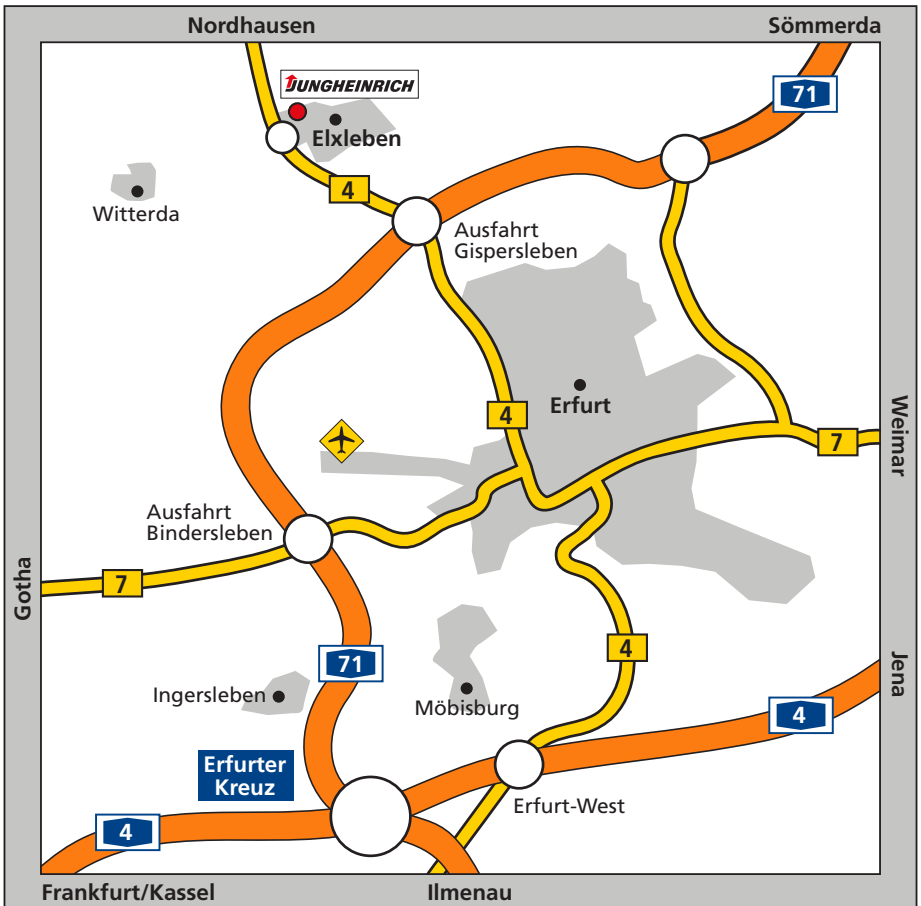 Nordhausen
Sömmerda
71
JUNGHEINRICH
Elxleben
4
Witterda
Ausfahrt
Gispersleben
Erfurt
4
Weimar
7
Ausfahrt
Bindersleben
Gotha
7
4
71
Jena
Ingersleben
Möbisburg
4
Erfurter
Kreuz
Erfurt-West
4
Frankfurt/Kassel
Ilmenau